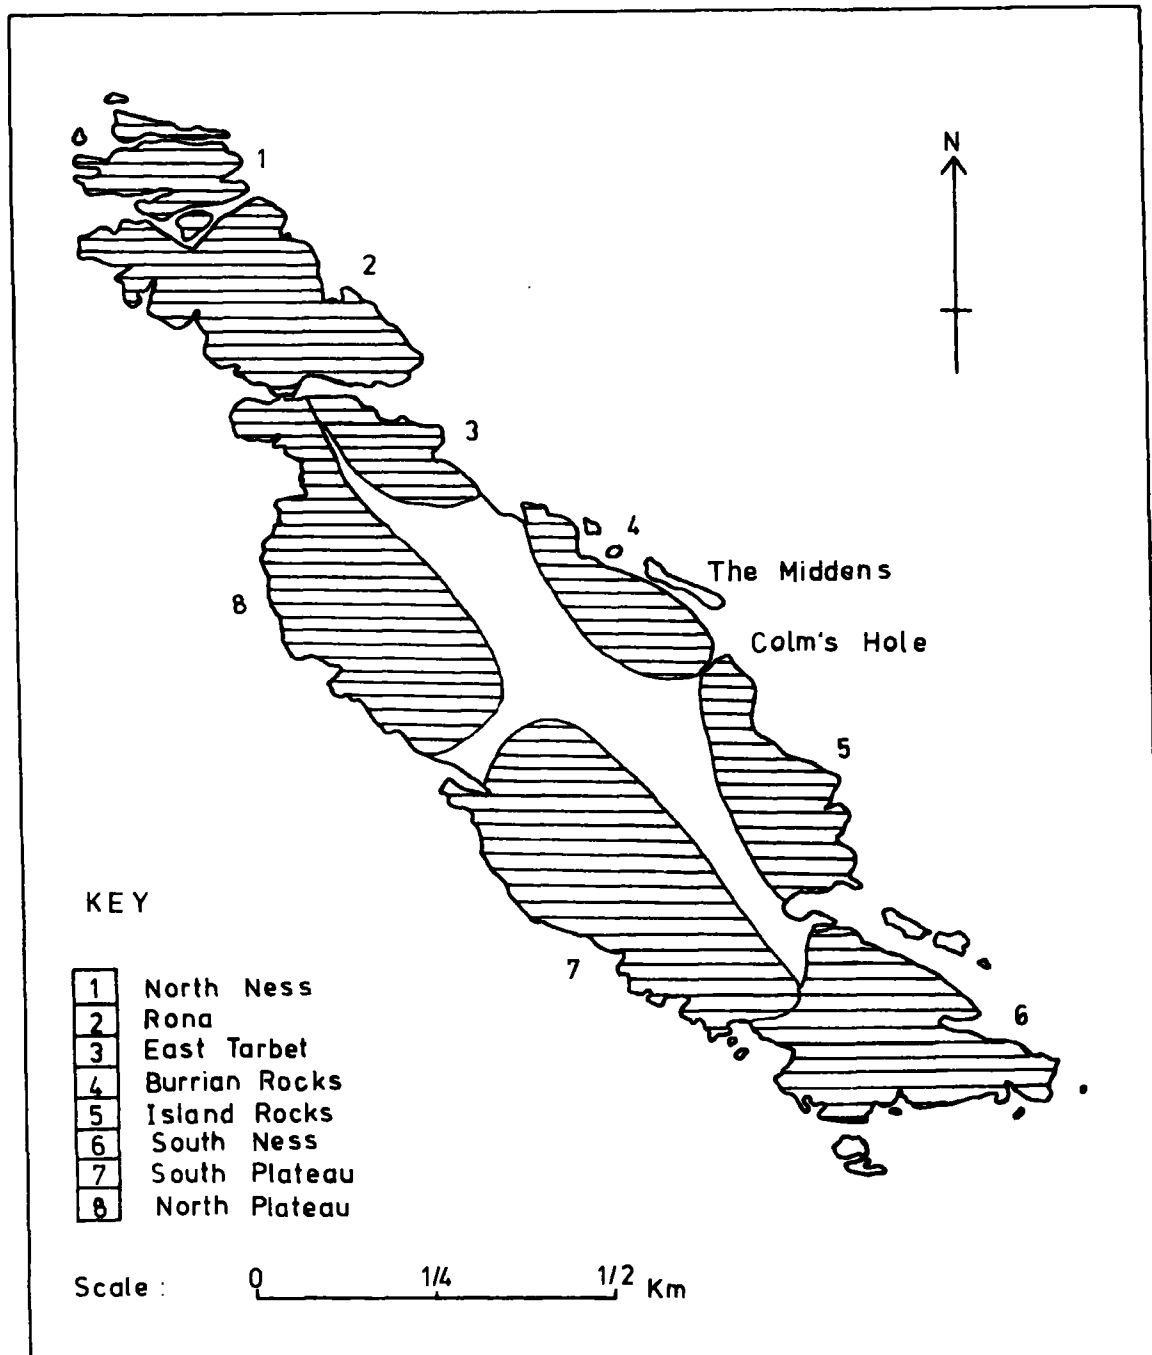 N
1
2
3
4
The Middens
8
Colm's Hole
5
7
6
KEY
1 North Ness
2 Rona
3 East Tarbet
4 Burrian Rocks
5 Island Rocks
6 South Ness
7 South Plateau
8 North Plateau
Scale : 0 1/4 1/2 Km